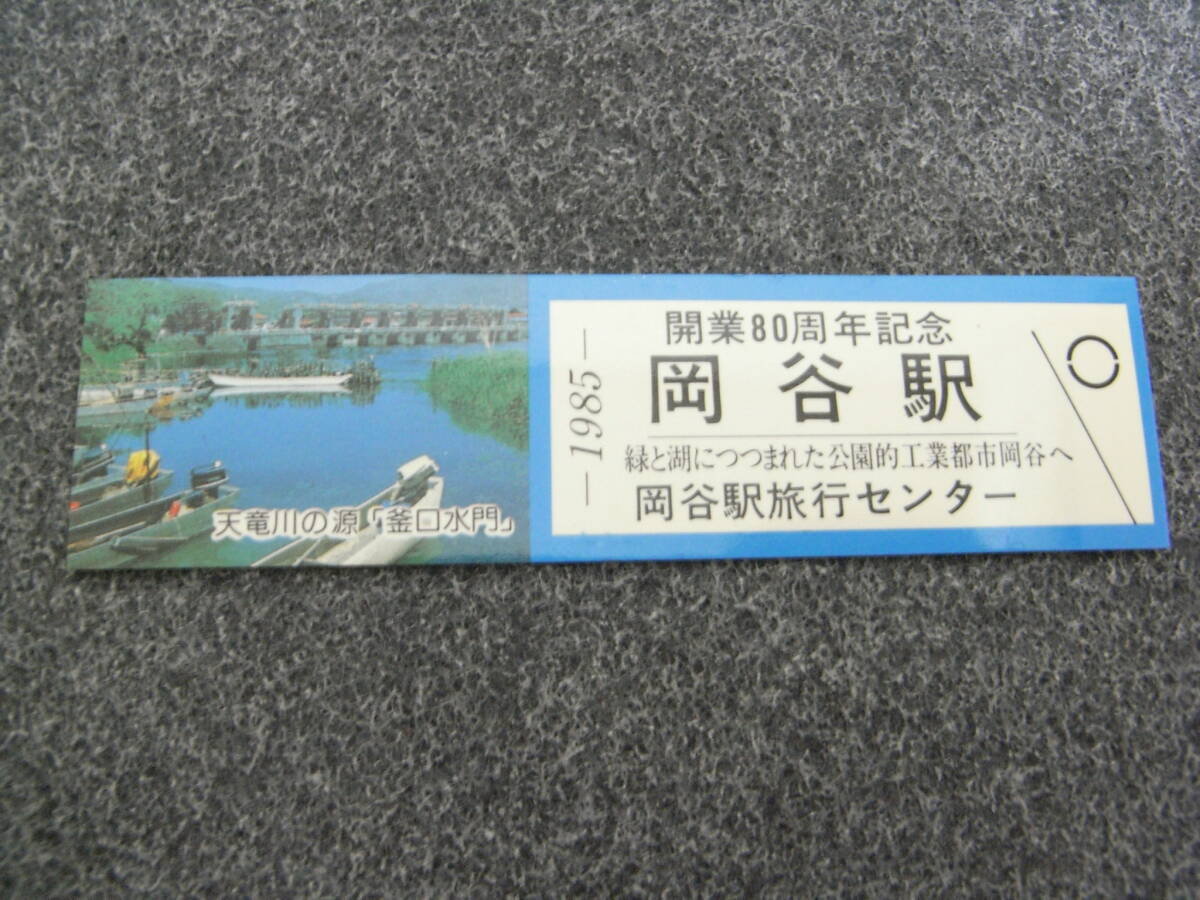 天竜川の源「釜口水門」
—1985—
開業80周年記念
岡谷駅
緑と湖につつまれた公園的工業都市岡谷へ
岡谷駅旅行センター